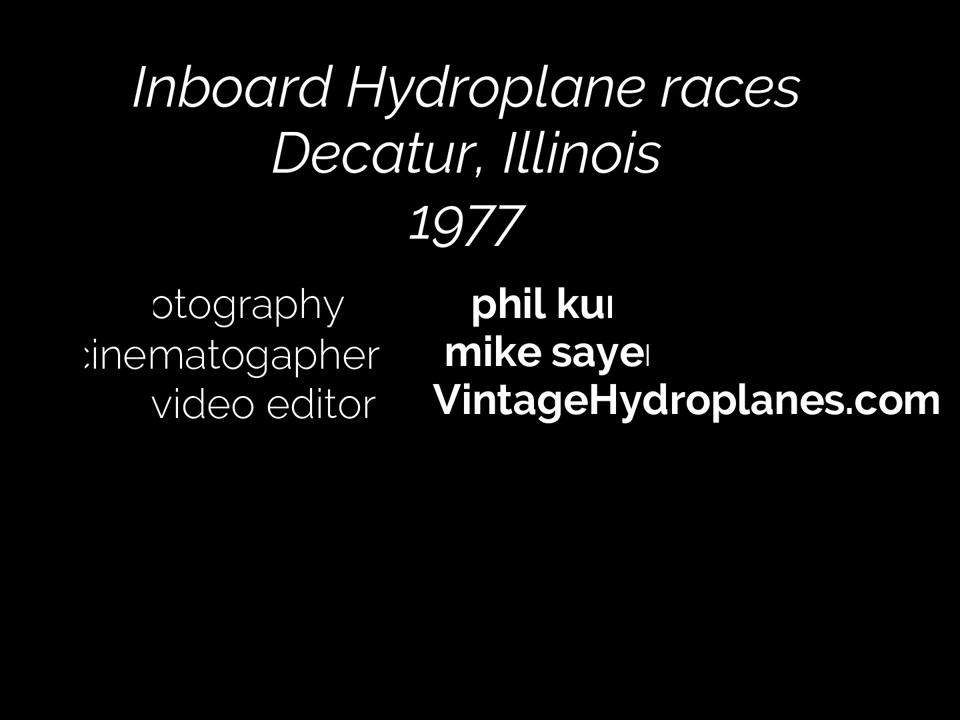 Inboard Hydroplane races
Decatur, Illinois
1977
phil
cinematogapher mike
video editor VintageHydroplanes.com